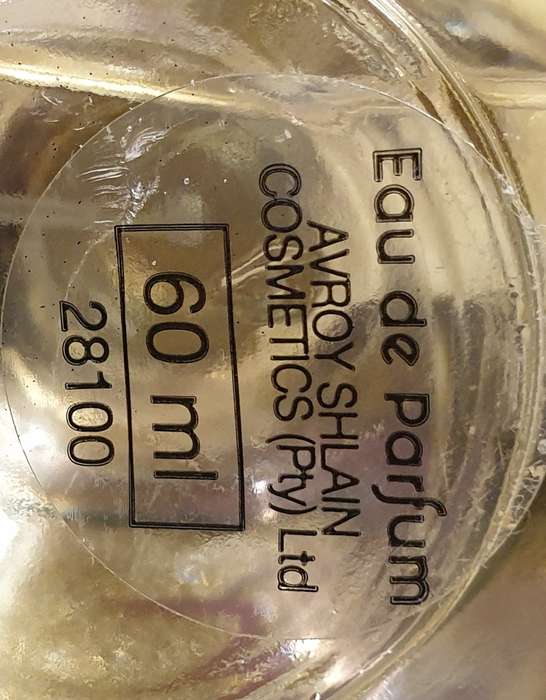 Eau de Parfum
AVROY SHLAIN
COSMETICS (Pty) Ltd
60 ml
28100